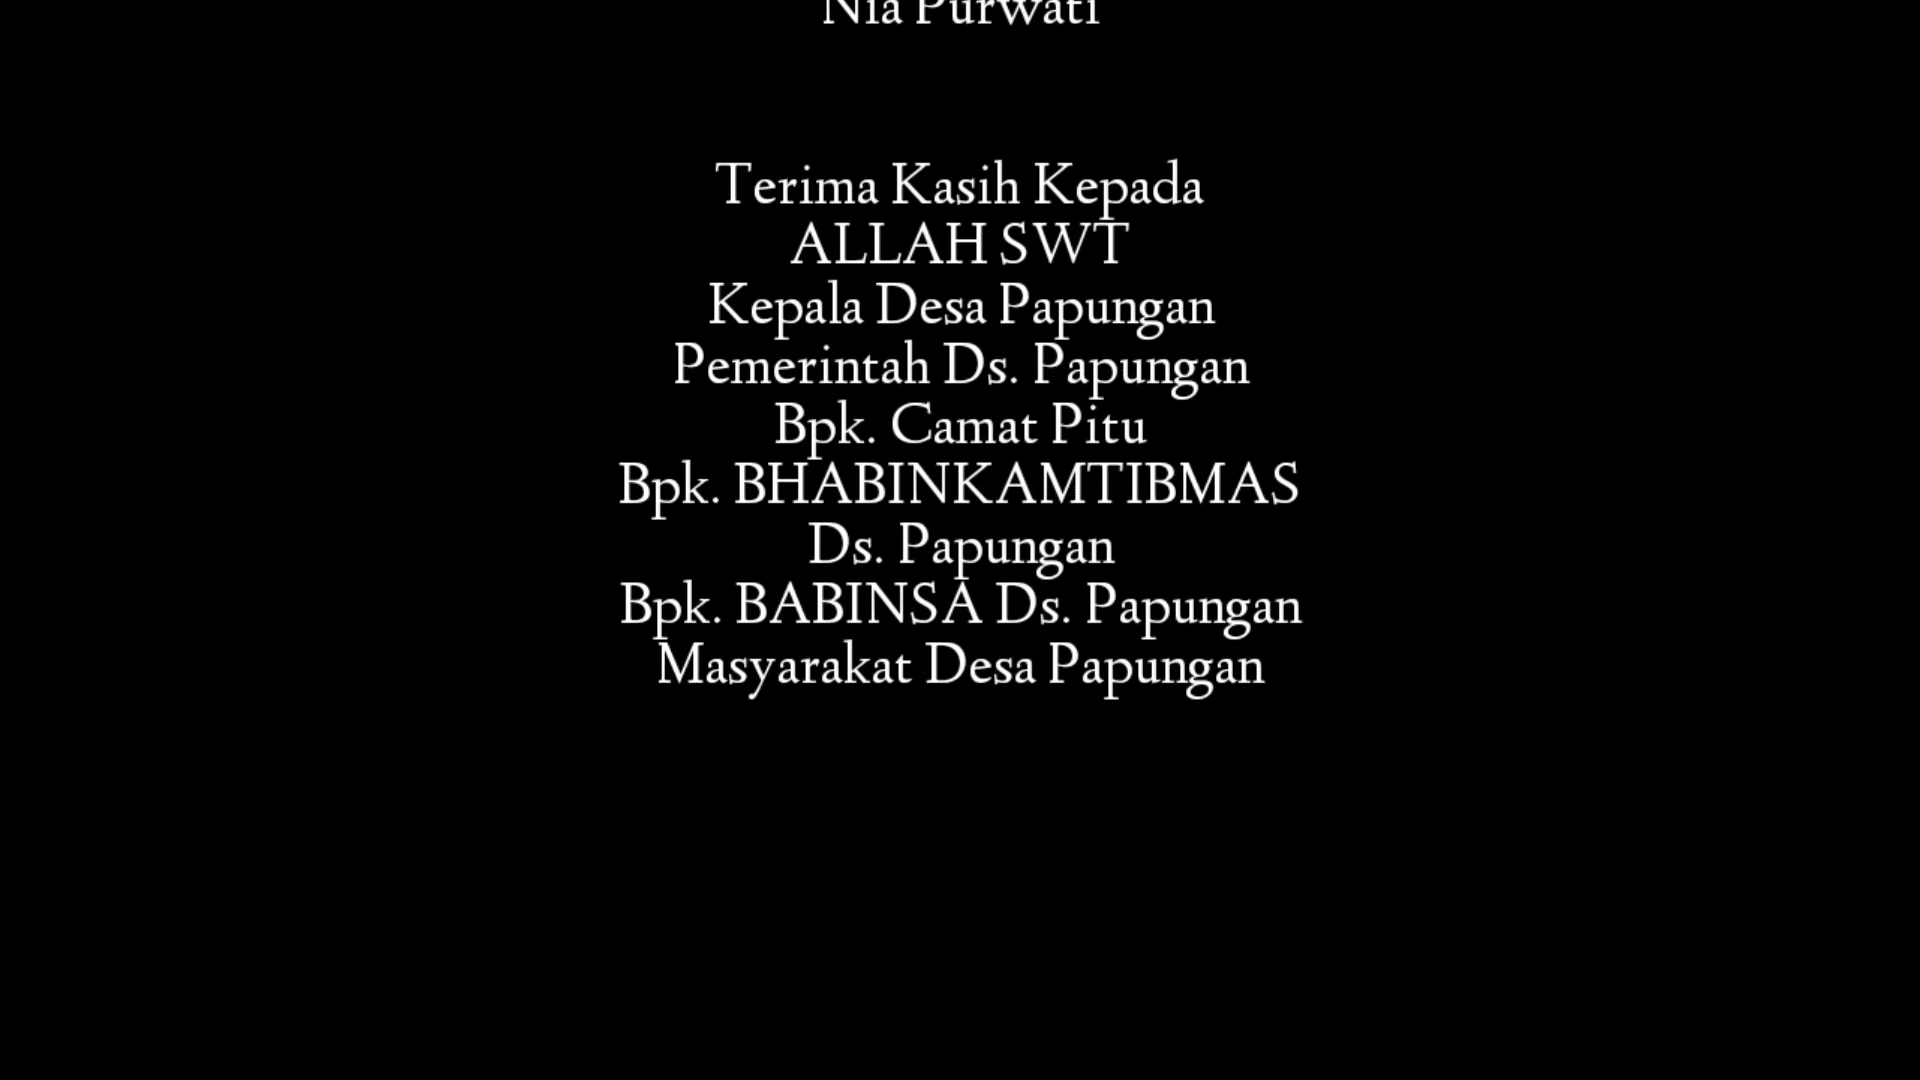 Nia Purwati
Terima Kasih Kepada
ALLAH SWT
Kepala Desa Papungan
Pemerintah Ds. Papungan
Bpk. Camat Pitu
Bpk. BHABINKAMTIBMAS
Ds. Papungan
Bpk. BABINSA Ds. Papungan
Masyarakat Desa Papungan